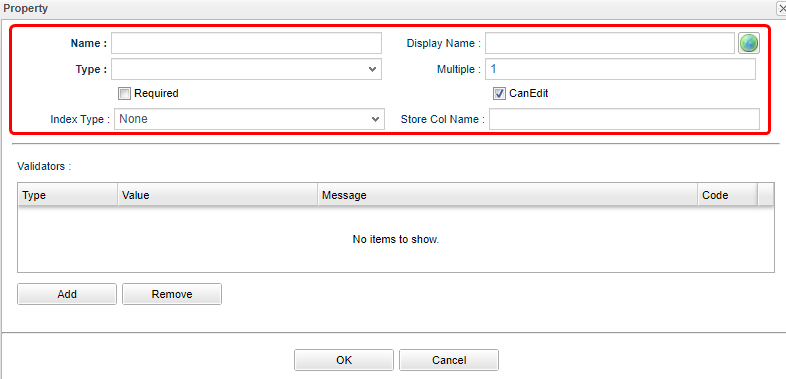 Property
Name : Display Name :
Type : Multiple : 1
Required CanEdit
Index Type : None Store Col Name :
Validators :
Type Value Message Code
No items to show.
Add Remove
OK Cancel